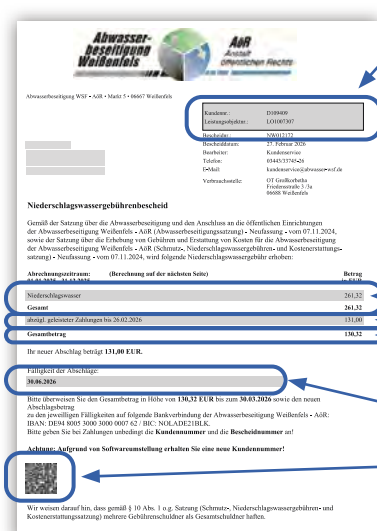 Abwasser-
beseitigung
Weißenfels
AöR
Anstalt
öffentlichen Rechts
Abwasserbeseitigung WSF - AöR • Markt 5 • 06667 Weißenfels
Kundennr.: D109409
Leistungsobjektnr.: LO1007307
Bescheidnr.: NW012172
Bescheiddatum: 27. Februar 2026
Bearbeiter: Kundenservice
Telefon: 03443/33745-26
E-Mail: kundenservice@abwasser-wsf.de
Verbrauchsstelle: OT Großkorbetha
Friedensstraße 3 /3a
06688 Weißenfels
Niederschlagswassergebührenbescheid
Gemäß der Satzung über die Abwasserbeseitigung und den Anschluss an die öffentlichen Einrichtungen
der Abwasserbeseitigung Weißenfels - AöR (Abwasserbeseitigungssatzung) - Neufassung - vom 07.11.2024,
sowie der Satzung über die Erhebung von Gebühren und Erstattung von Kosten für die Abwasserbeseitigung
der Abwasserbeseitigung Weißenfels - AöR (Schmutz-, Niederschlagswassergebühren- und Kostenerstattungs-
satzung) - Neufassung - vom 07.11.2024, wird folgende Niederschlagswassergebühr erhoben:
Abrechnungszeitraum: (Berechnung auf der nächsten Seite) Betrag
01.01.2025 - 31.12.2025 in EUR
Niederschlagswasser 261,32
Gesamt 261,32
abzügl. geleisteter Zahlungen bis 26.02.2026 131,00
Gesamtbetrag 130,32
Ihr neuer Abschlag beträgt 131,00 EUR.
Fälligkeit der Abschläge:
30.06.2026
Bitte überweisen Sie den Gesamtbetrag in Höhe von 130,32 EUR bis zum 30.03.2026 sowie den neuen
Abschlagsbetrag
zu den jeweiligen Fälligkeiten auf folgende Bankverbindung der Abwasserbeseitigung Weißenfels - AöR:
IBAN: DE94 8005 3000 3000 0007 62 / BIC: NOLADE21BLK.
Bitte geben Sie bei Zahlungen unbedingt die Kundennummer und die Bescheidnummer an!
Achtung: Aufgrund von Softwareumstellung erhalten Sie eine neue Kundennummer!
Wir weisen darauf hin, dass gemäß § 10 Abs. 1 o.g. Satzung (Schmutz-, Niederschlagswassergebühren- und
Kostenerstattungssatzung) mehrere Gebührenschuldner als Gesamtschuldner haften.